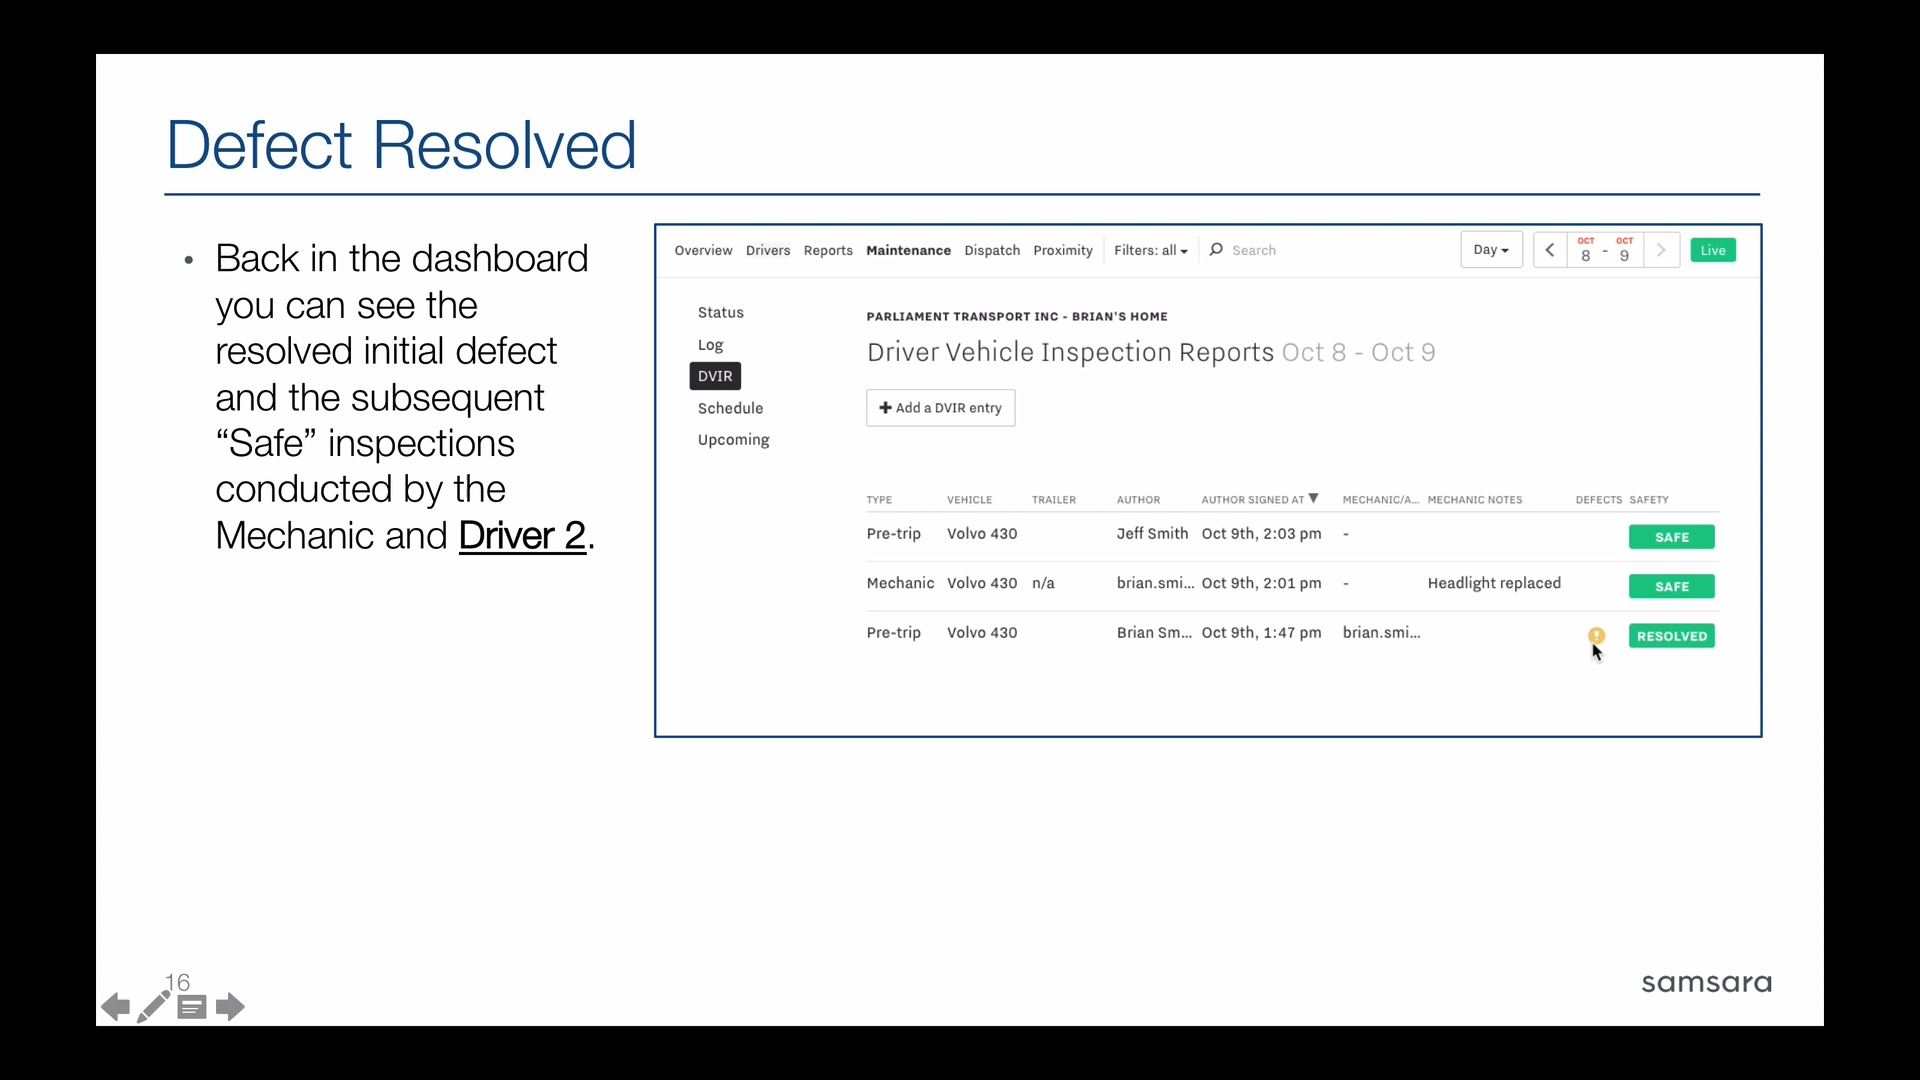 Defect Resolved
• Back in the dashboard
you can see the
resolved initial defect
and the subsequent
“Safe” inspections
conducted by the
Mechanic and Driver 2.
Overview Drivers Reports Maintenance Dispatch Proximity Filters: all Search Day OCT 8 - OCT 9 Live
Status
Log
DVIR
Schedule
Upcoming
PARLIAMENT TRANSPORT INC - BRIAN'S HOME
Driver Vehicle Inspection Reports Oct 8 - Oct 9
Add a DVIR entry
TYPE VEHICLE TRAILER AUTHOR AUTHOR SIGNED AT ▼ MECHANIC/A... MECHANIC NOTES DEFECTS SAFETY
Pre-trip Volvo 430 Jeff Smith Oct 9th, 2:03 pm - SAFE
Mechanic Volvo 430 n/a brian.smi... Oct 9th, 2:01 pm - Headlight replaced SAFE
Pre-trip Volvo 430 Brian Sm... Oct 9th, 1:47 pm brian.smi... RESOLVED
16
samsara